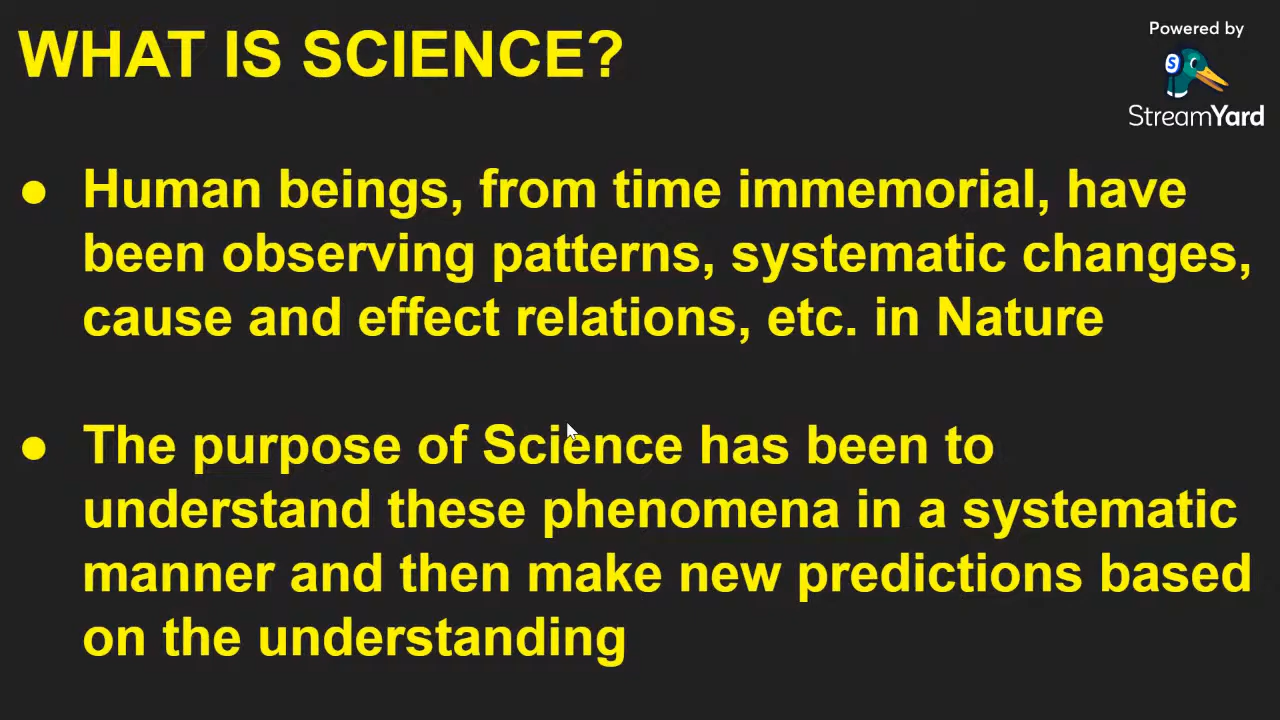 WHAT IS SCIENCE?
Powered by
S
StreamYard
● Human beings, from time immemorial, have
been observing patterns, systematic changes,
cause and effect relations, etc. in Nature
● The purpose of Science has been to
understand these phenomena in a systematic
manner and then make new predictions based
on the understanding